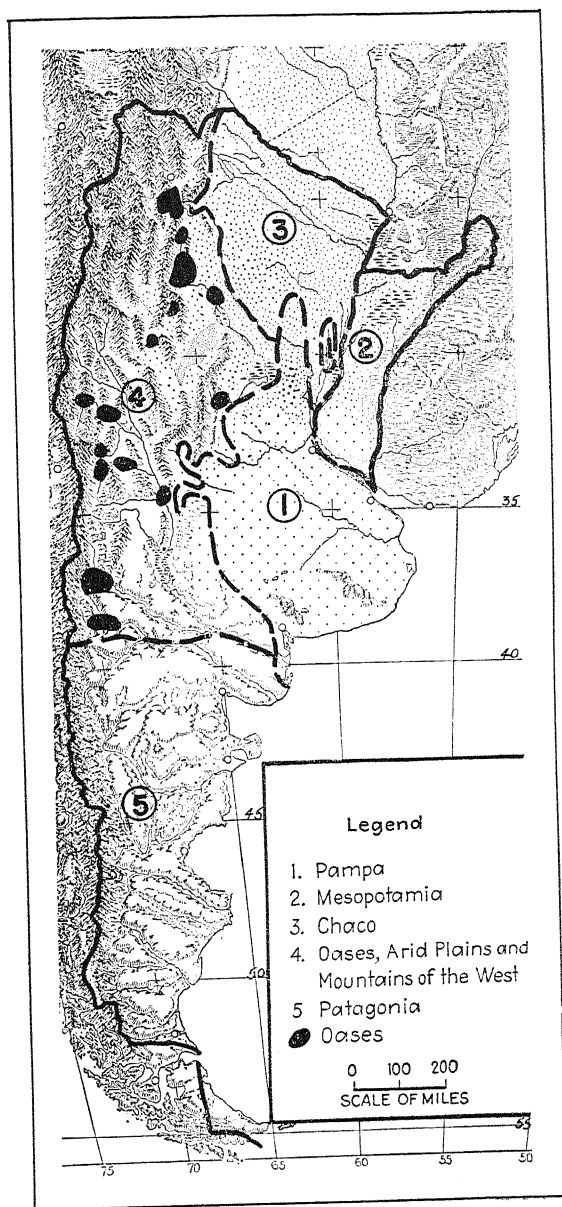 3
2
4
1
35
40
5
45
Legend
1. Pampa
2. Mesopotamia
3. Chaco
4. Oases, Arid Plains and
Mountains of the West
50
5 Patagonia
Oases
0 100 200
SCALE OF MILES
55
75 70 65 60 55 50